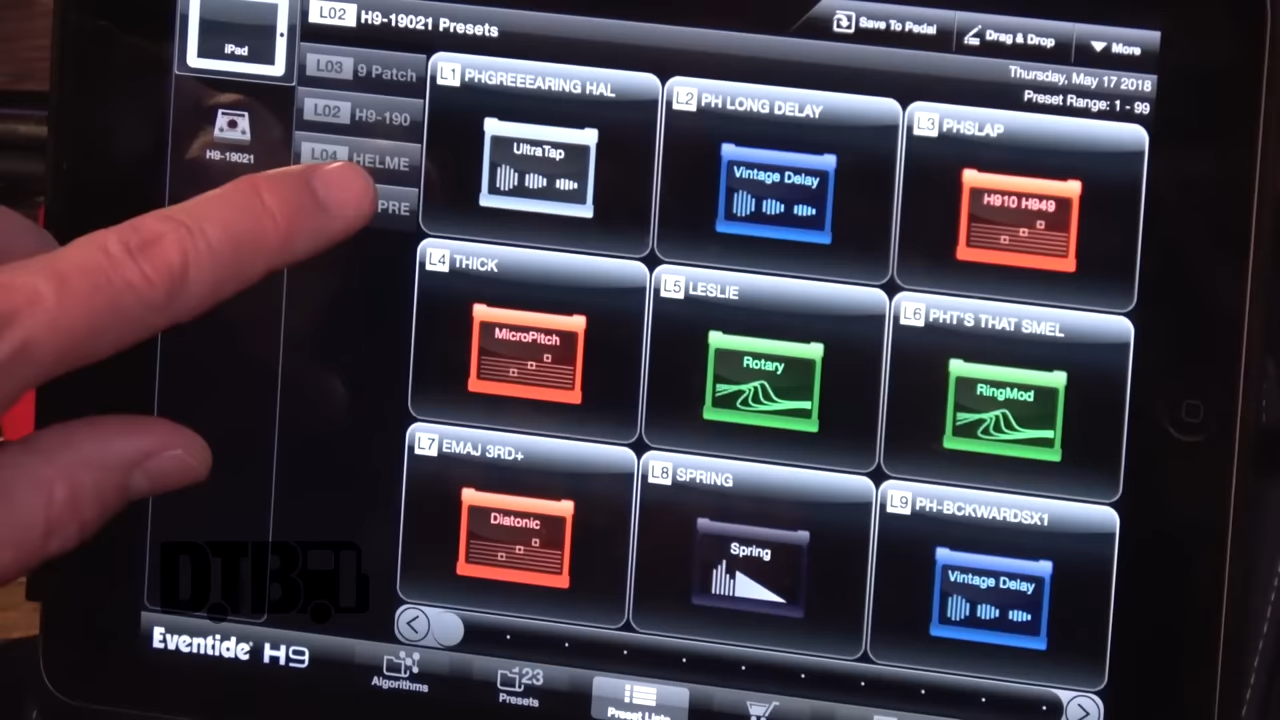 iPad
L02 H9-19021 Presets
Save To Pedal
Drag & Drop
More
Thursday, May 17 2018
Preset Range: 1 - 99
H9-19021
L03 9 Patch
L02 H9-190
L04 HELME
PRE
L1 PHGREEEARING HAL
UltraTap
L2 PH LONG DELAY
Vintage Delay
L3 PHSLAP
H910 H949
L4 THICK
MicroPitch
L5 LESLIE
Rotary
L6 PHT'S THAT SMEL
RingMod
L7 EMAJ 3RD+
Diatonic
L8 SPRING
Spring
L9 PH-BCKWARDSX1
Vintage Delay
DTB
Eventide® H9
Algorithms
123
Presets
Preset Lists